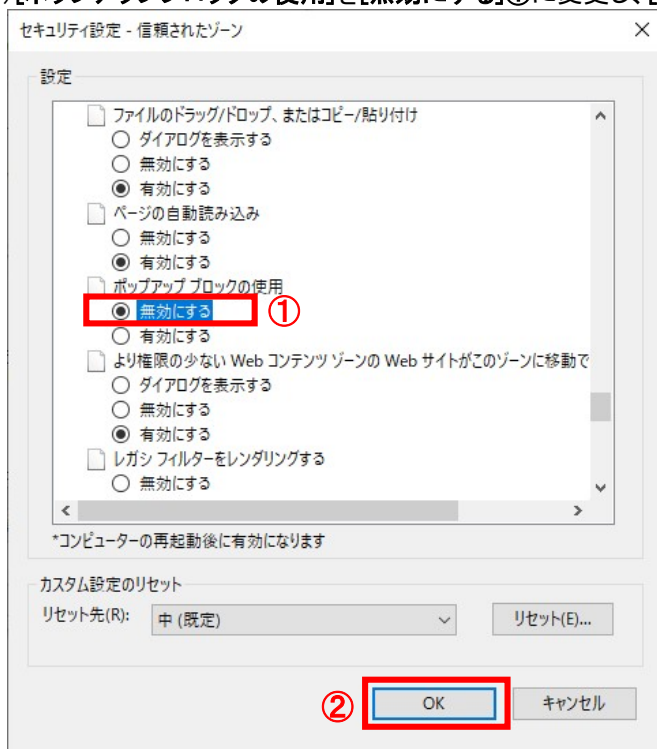 セキュリティ設定 - 信頼されたゾーン
設定
ファイルのドラッグ/ドロップ、またはコピー/貼り付け
ダイアログを表示する
無効にする
有効にする
ページの自動読み込み
無効にする
有効にする
ポップアップ ブロックの使用
無効にする ①
有効にする
より権限の少ない Web コンテンツ ゾーンの Web サイトがこのゾーンに移動で
ダイアログを表示する
無効にする
有効にする
レガシ フィルターをレンダリングする
無効にする
*コンピューターの再起動後に有効になります
カスタム設定のリセット
リセット先(R): 中 (既定) リセット(E)...
② OK キャンセル